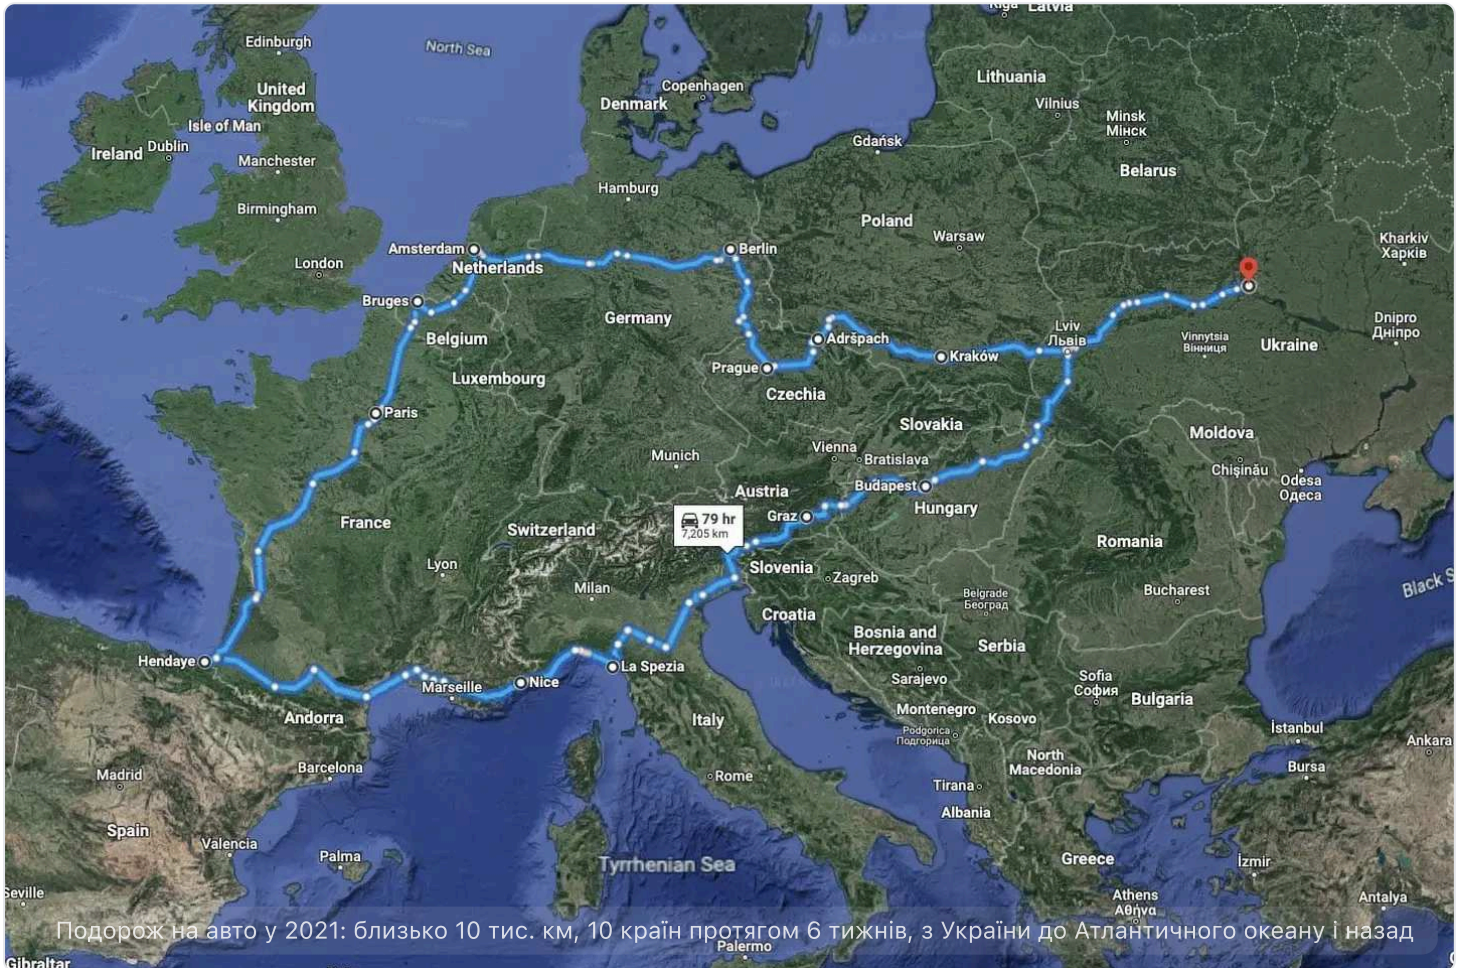 Riga
Latvia
Edinburgh
North Sea
United
Kingdom
Lithuania
Copenhagen
Denmark
Vilnius
Isle of Man
Minsk
Мінск
Ireland
Dublin
Gdańsk
Manchester
Belarus
Hamburg
Birmingham
Poland
Warsaw
Kharkiv
Харків
Amsterdam
Berlin
London
Netherlands
Bruges
Germany
Dnipro
Дніпро
Belgium
Adršpach
Lviv
Львів
Vinnytsia
Вінниця
Ukraine
Kraków
Prague
Luxembourg
Czechia
Paris
Slovakia
Moldova
Vienna
Bratislava
Munich
Chișinău
Odesa
Одеса
Budapest
Austria
Hungary
Graz
79 hr
7,205 km
France
Switzerland
Romania
Lyon
Slovenia
Zagreb
Milan
Belgrade
Београд
Bucharest
Black S
Croatia
Bosnia and
Herzegovina
Serbia
Hendaye
La Spezia
Nice
Marseille
Sarajevo
Sofia
София
Bulgaria
Andorra
Italy
Montenegro
Kosovo
Podgorica
Подгорица
İstanbul
Ankara
North
Macedonia
Barcelona
Madrid
Rome
Bursa
Tirana
Albania
Spain
Valencia
Palma
Tyrrhenian Sea
Greece
İzmir
Seville
Athens
Αθήνα
Antalya
Подорож на авто у 2021: близько 10 тис. км, 10 країн протягом 6 тижнів, з України до Атлантичного океану і назад
Palermo
Gibraltar